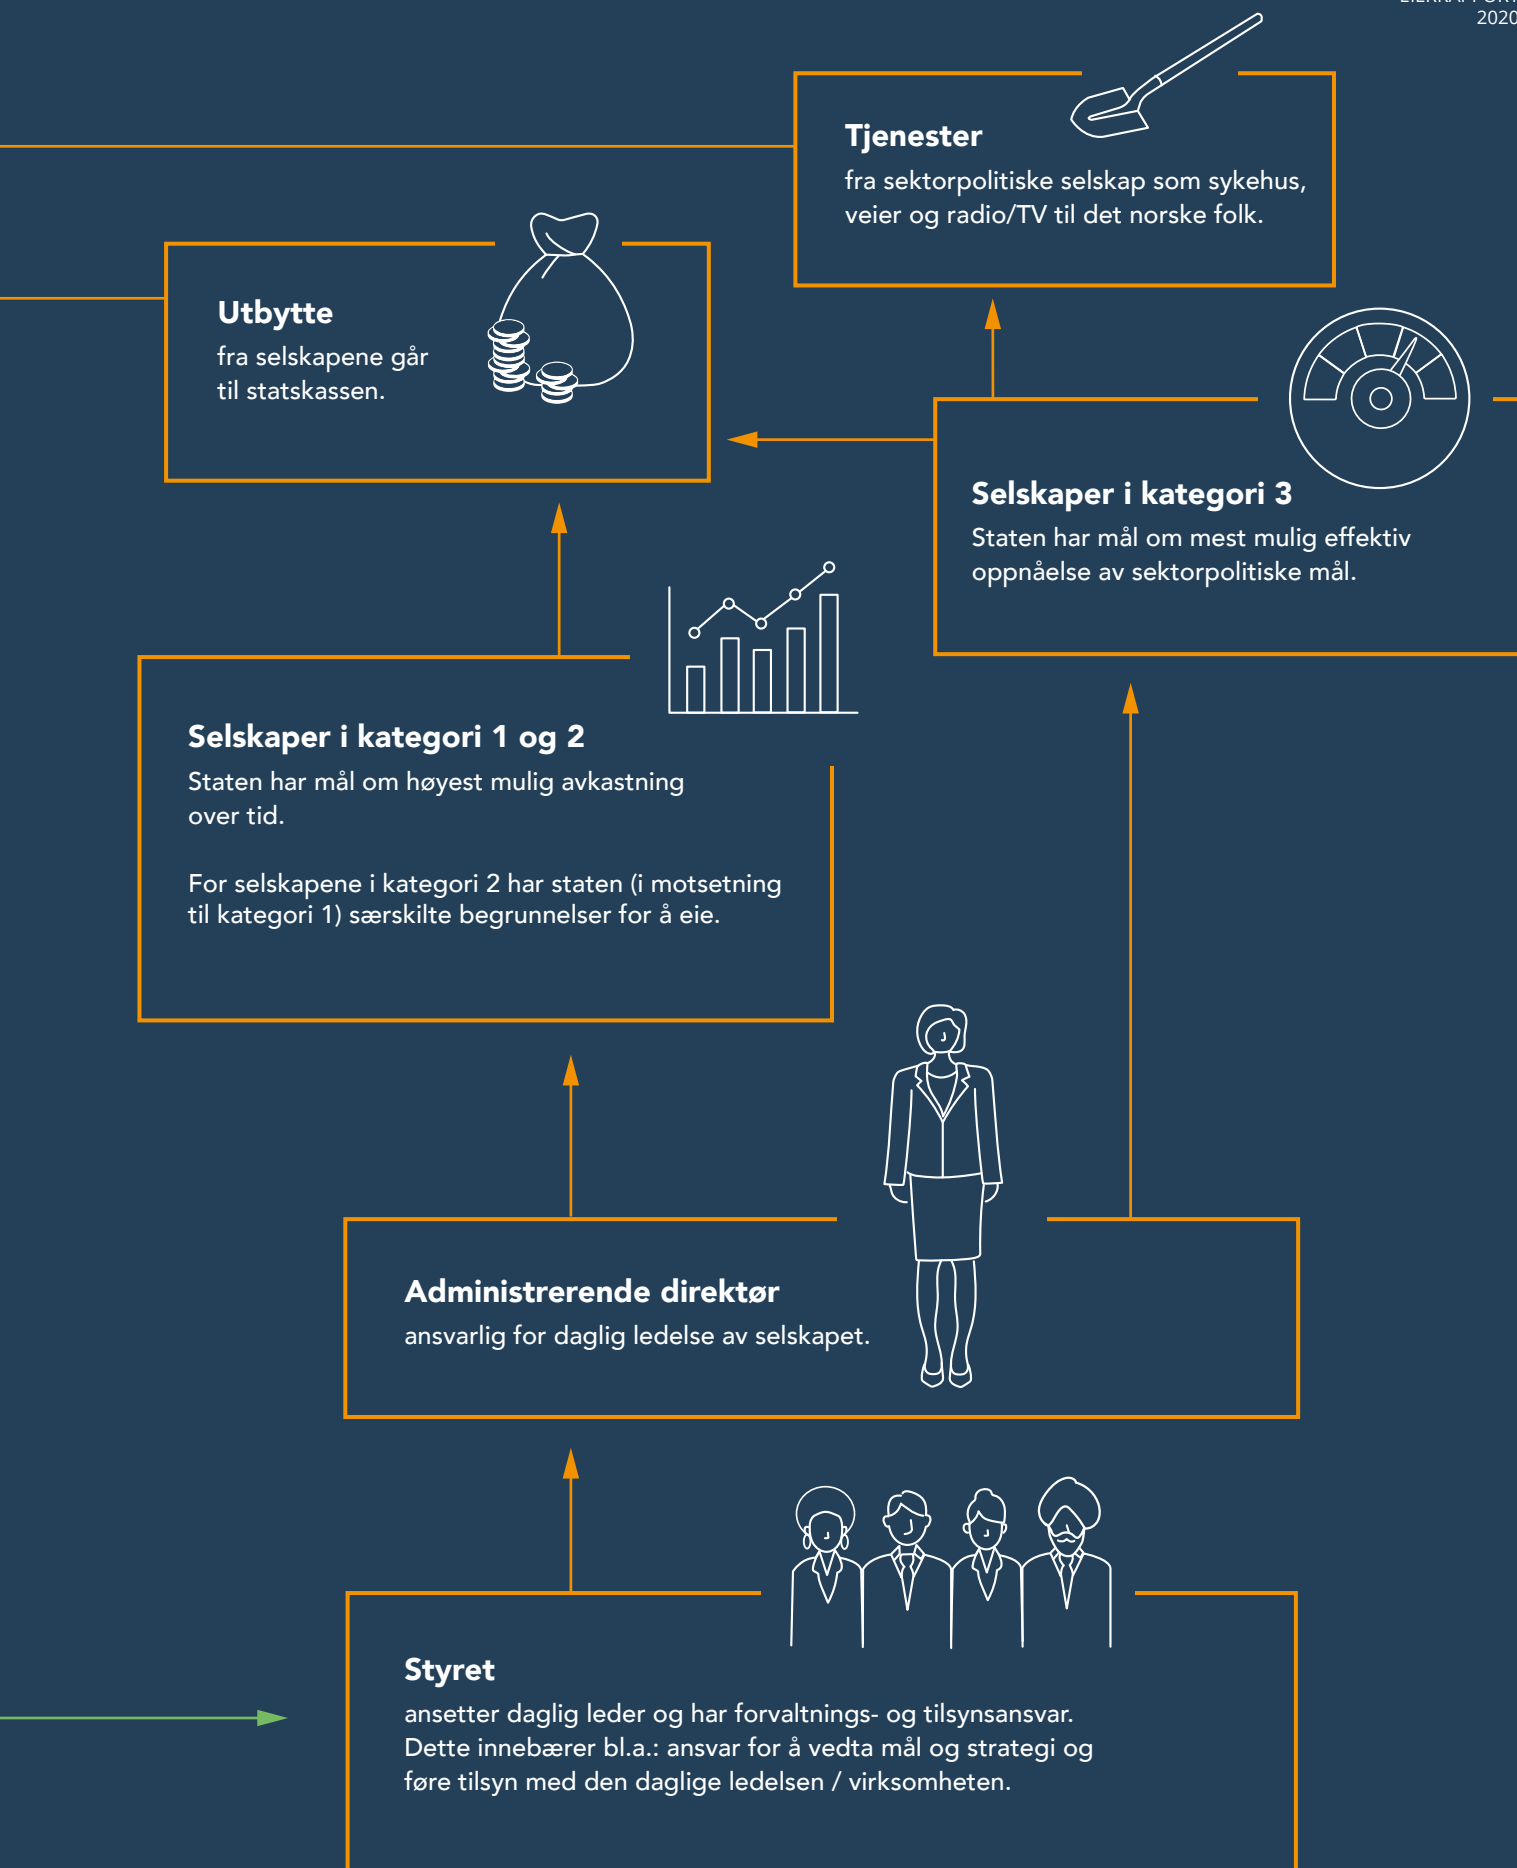 2020
Tjenester
fra sektorpolitiske selskap som sykehus,
veier og radio/TV til det norske folk.
Utbytte
fra selskapene går
til statskassen.
Selskaper i kategori 3
Staten har mål om mest mulig effektiv
oppnåelse av sektorpolitiske mål.
Selskaper i kategori 1 og 2
Staten har mål om høyest mulig avkastning
over tid.
For selskapene i kategori 2 har staten (i motsetning
til kategori 1) særskilte begrunnelser for å eie.
Administrerende direktør
ansvarlig for daglig ledelse av selskapet.
Styret
ansetter daglig leder og har forvaltnings- og tilsynsansvar.
Dette innebærer bl.a.: ansvar for å vedta mål og strategi og
føre tilsyn med den daglige ledelsen / virksomheten.